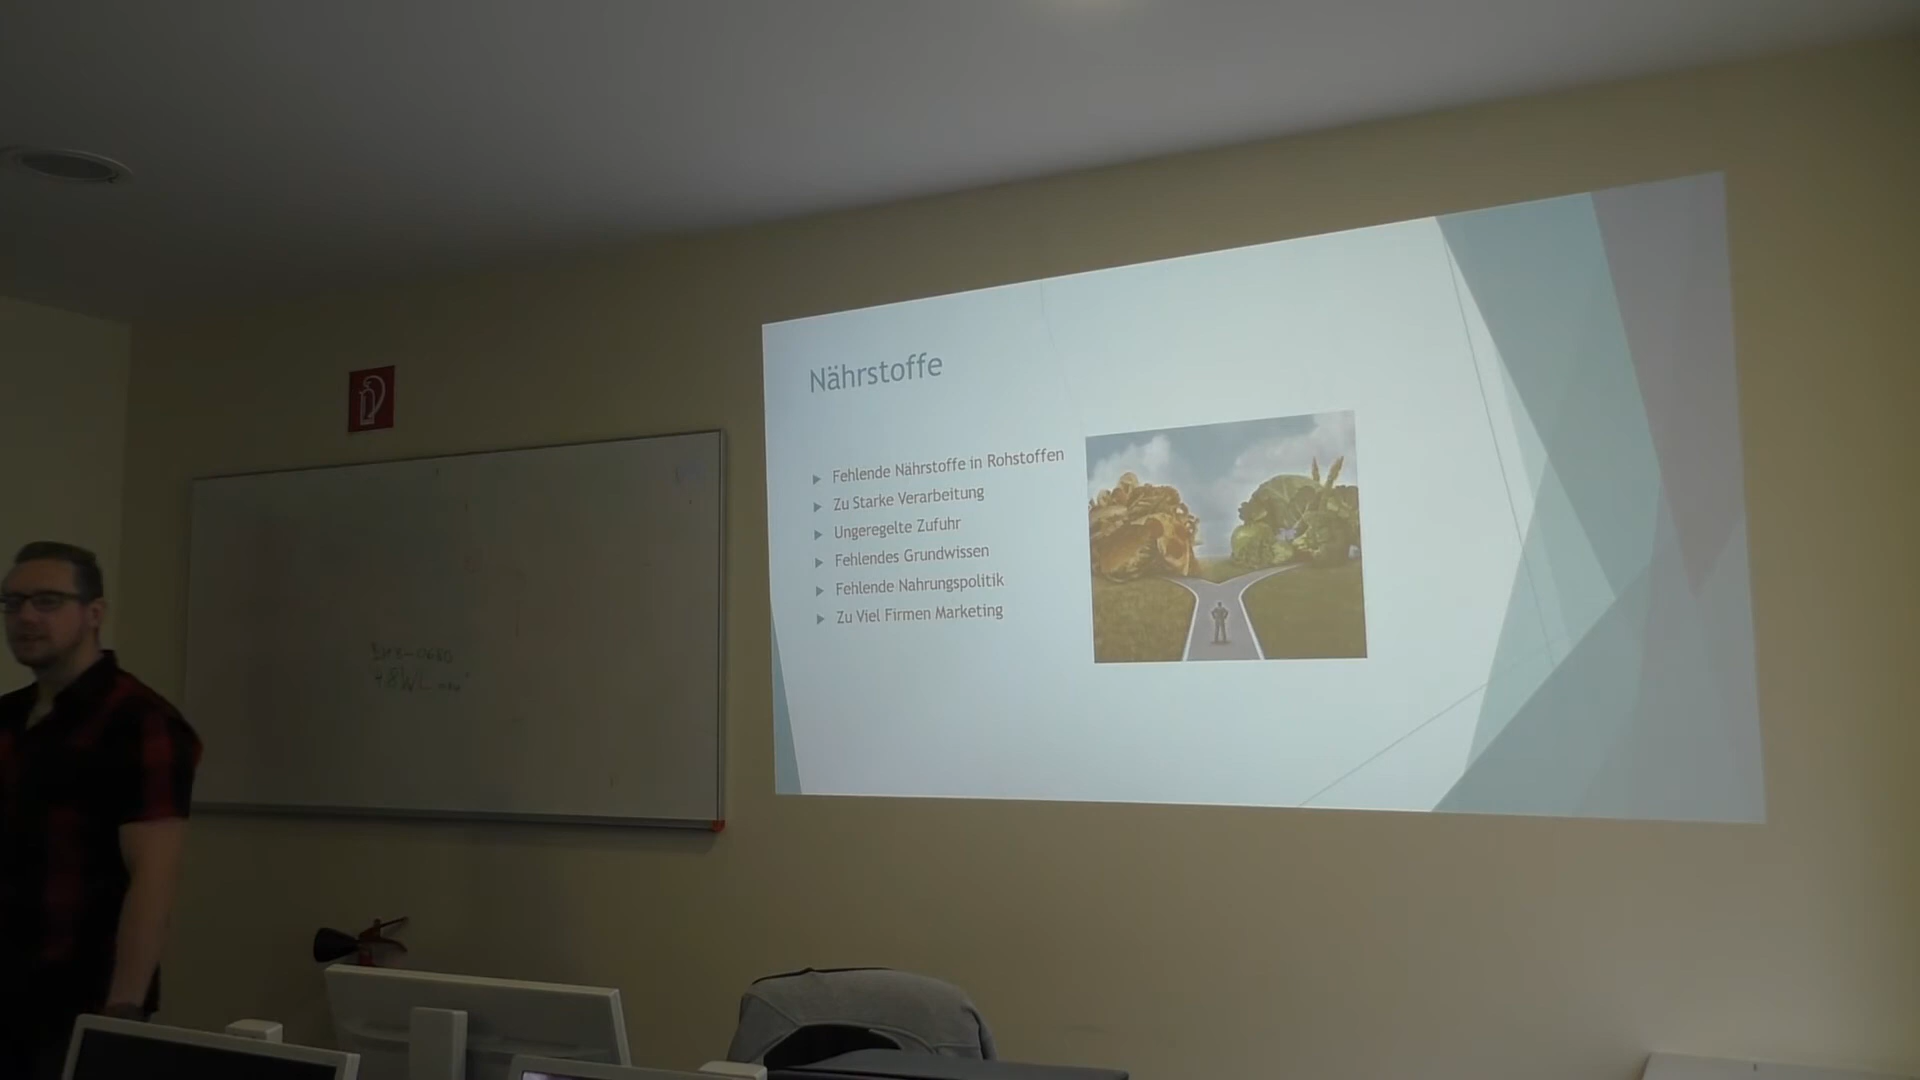 Nährstoffe
Fehlende Nährstoffe in Rohstoffen
Zu Starke Verarbeitung
Ungeregelte Zufuhr
Fehlendes Grundwissen
Fehlende Nahrungspolitik
Zu Viel Firmen Marketing